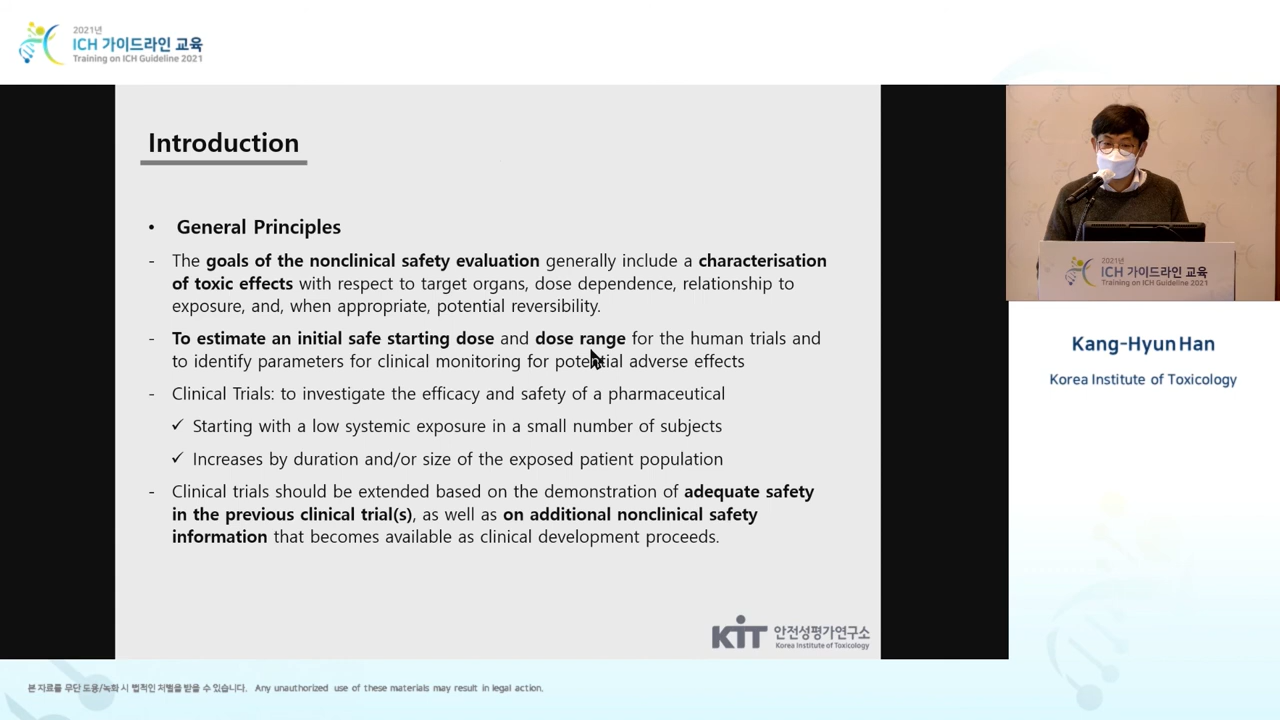 2021년
ICH 가이드라인 교육
Training on ICH Guideline 2021
Introduction
• General Principles
- The goals of the nonclinical safety evaluation generally include a characterisation
of toxic effects with respect to target organs, dose dependence, relationship to
exposure, and, when appropriate, potential reversibility.
- To estimate an initial safe starting dose and dose range for the human trials and
to identify parameters for clinical monitoring for potential adverse effects
- Clinical Trials: to investigate the efficacy and safety of a pharmaceutical
✓ Starting with a low systemic exposure in a small number of subjects
✓ Increases by duration and/or size of the exposed patient population
- Clinical trials should be extended based on the demonstration of adequate safety
in the previous clinical trial(s), as well as on additional nonclinical safety
information that becomes available as clinical development proceeds.
KIT 안전성평가연구소
Korea Institute of Toxicology
2021년
ICH 가이드라인 교육
Training on ICH Guideline 2021
Kang-Hyun Han
Korea Institute of Toxicology
본 자료를 무단 도용/녹화 시 법적인 처벌을 받을 수 있습니다. Any unauthorized use of these materials may result in legal action.